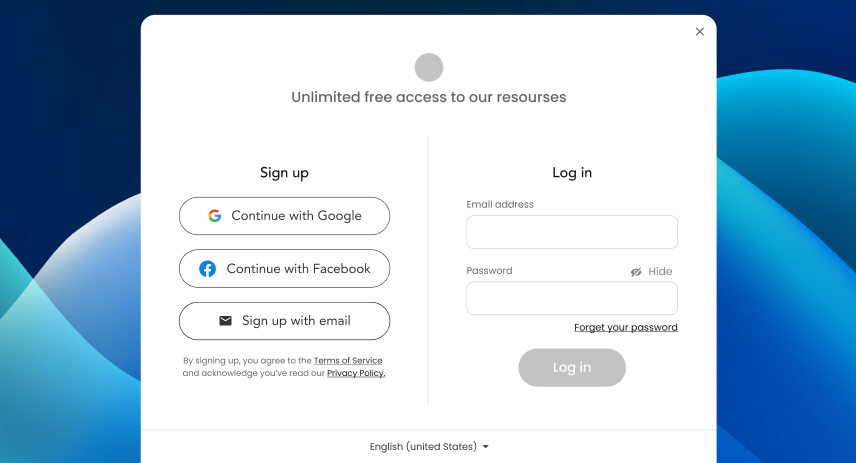 Unlimited free access to our resourses
Sign up
Continue with Google
Continue with Facebook
Sign up with email
By signing up, you agree to the Terms of Service
and acknowledge you've read our Privacy Policy.
Log in
Email address
Password
Hide
Forget your password
Log in
English (united States)